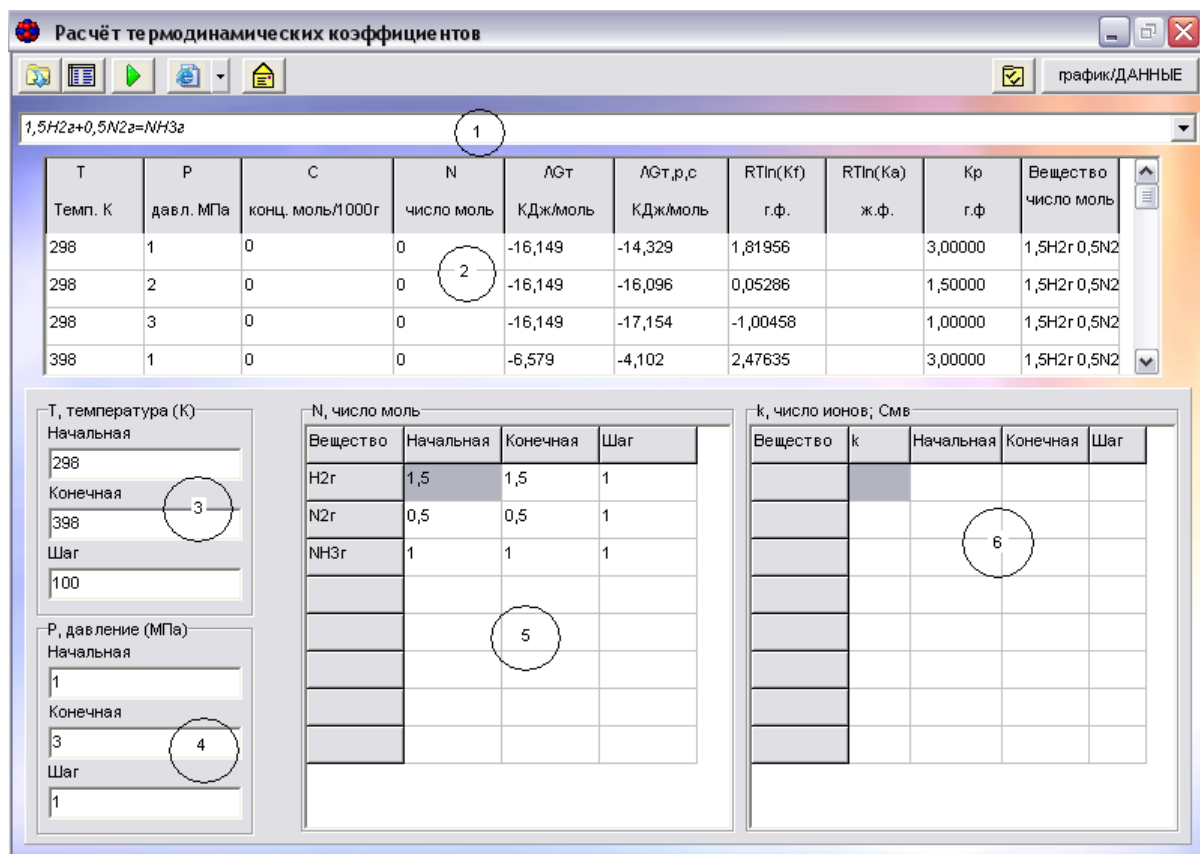 Расчёт термодинамических коэффициентов
график/ДАННЫЕ
1,5H2г+0,5N2г=NH3г
1
T P C N ΛGт ΛGт,р,с RTln(Kf) RTln(Ka) Kp Вещество
Темп. К давл. МПа конц. моль/1000г число моль КДж/моль КДж/моль г.ф. ж.ф. г.ф число моль
298 1 0 0 -16,149 -14,329 1,81956 3,00000 1,5H2г 0,5N2
298 2 0 0 -16,149 -16,096 0,05286 1,50000 1,5H2г 0,5N2
298 3 0 0 -16,149 -17,154 -1,00458 1,00000 1,5H2г 0,5N2
398 1 0 0 -6,579 -4,102 2,47635 3,00000 1,5H2г 0,5N2
2
T, температура (К)
Начальная
298
Конечная
398
Шаг
100
3
P, давление (МПа)
Начальная
1
Конечная
3
Шаг
1
4
N, число моль
Вещество Начальная Конечная Шаг
H2г 1,5 1,5 1
N2г 0,5 0,5 1
NH3г 1 1 1
5
k, число ионов; Смв
Вещество k Начальная Конечная Шаг
6